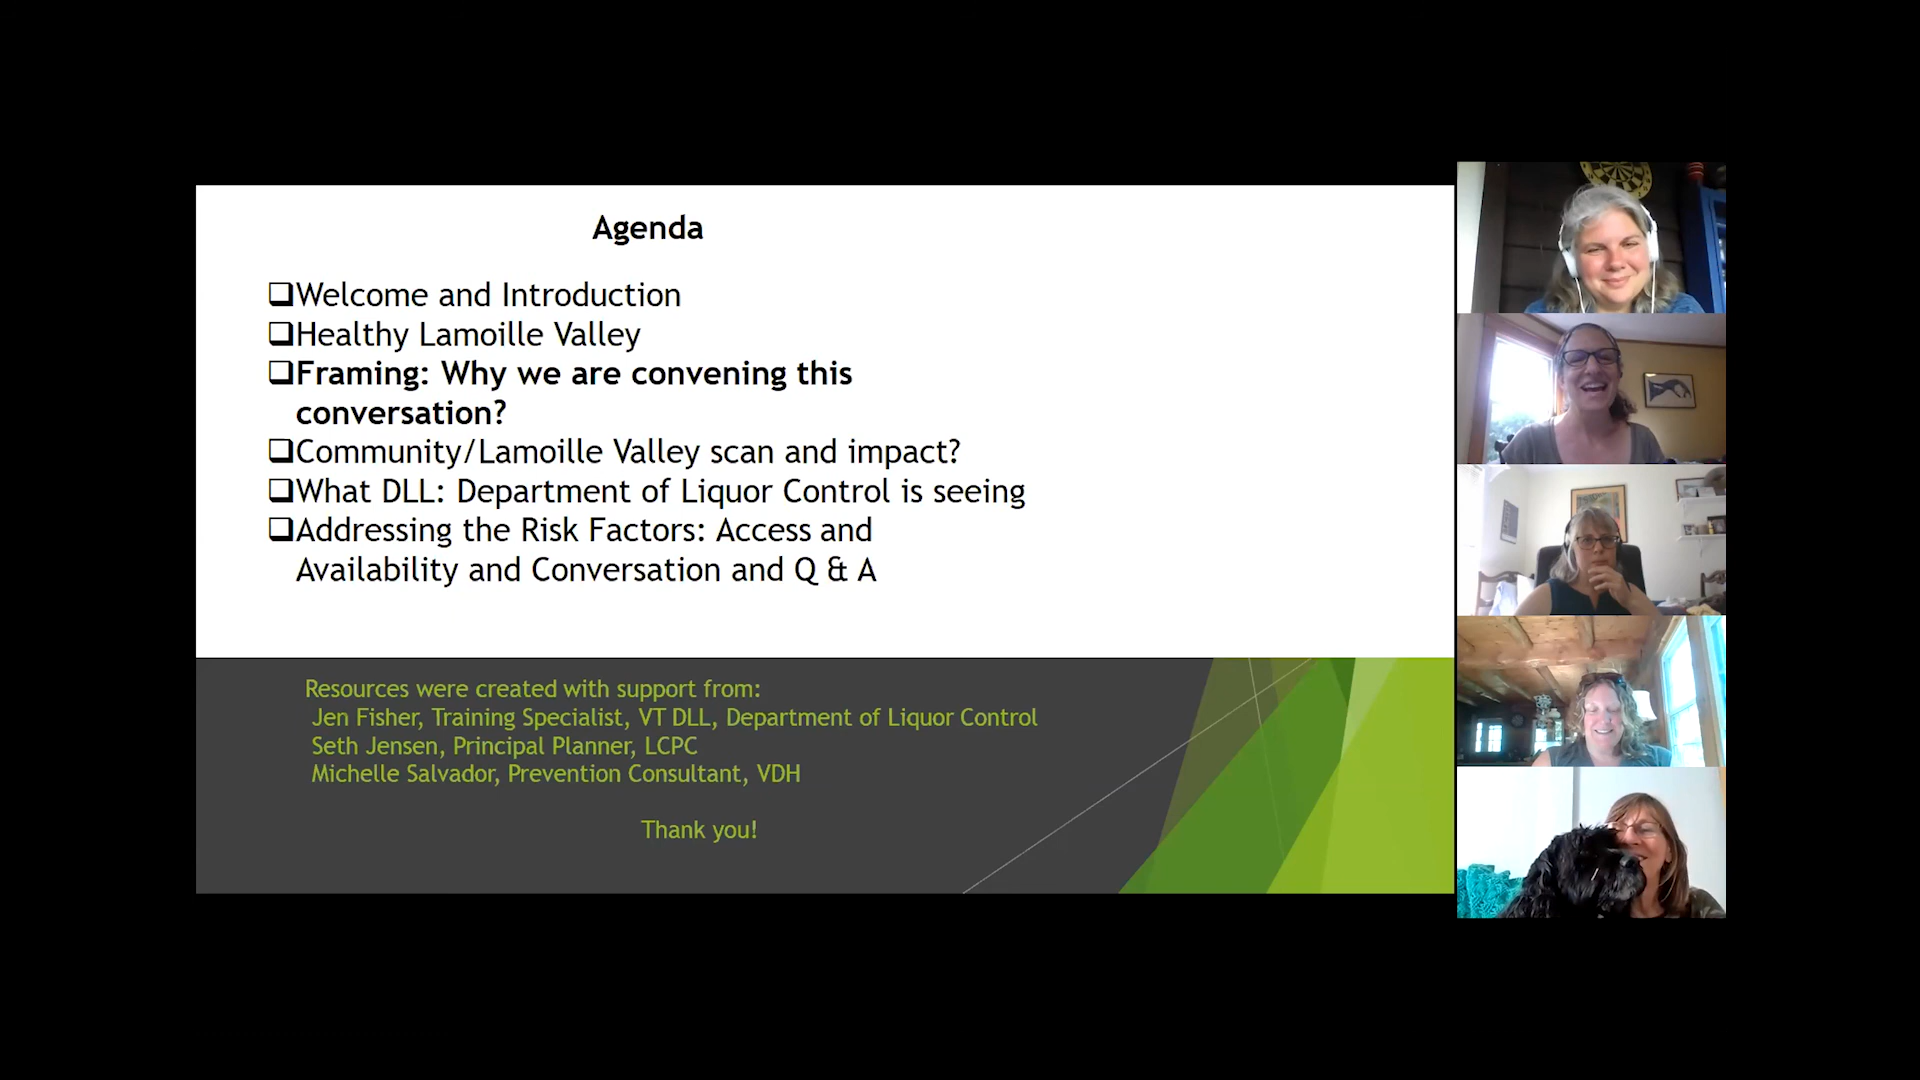 Agenda
❑Welcome and Introduction
❑Healthy Lamoille Valley
❑Framing: Why we are convening this
conversation?
❑Community/Lamoille Valley scan and impact?
❑What DLL: Department of Liquor Control is seeing
❑Addressing the Risk Factors: Access and
Availability and Conversation and Q & A
Resources were created with support from:
Jen Fisher, Training Specialist, VT DLL, Department of Liquor Control
Seth Jensen, Principal Planner, LCPC
Michelle Salvador, Prevention Consultant, VDH
Thank you!